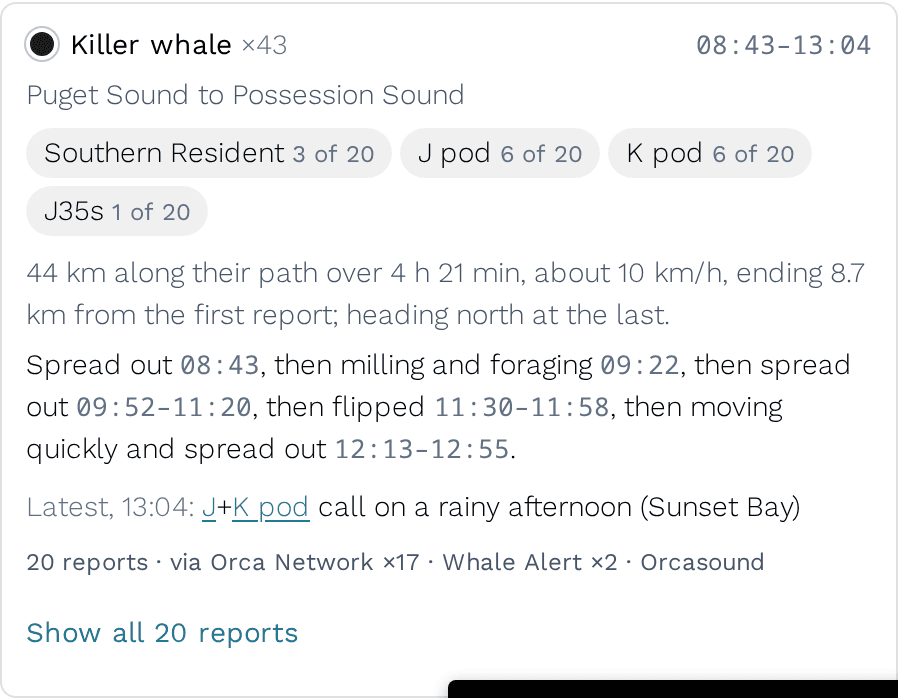 Killer whale ×43 08:43–13:04
Puget Sound to Possession Sound
Southern Resident 3 of 20 J pod 6 of 20 K pod 6 of 20
J35s 1 of 20
44 km along their path over 4 h 21 min, about 10 km/h, ending 8.7
km from the first report; heading north at the last.
Spread out 08:43, then milling and foraging 09:22, then spread
out 09:52–11:20, then flipped 11:30–11:58, then moving
quickly and spread out 12:13–12:55.
Latest, 13:04: J+K pod call on a rainy afternoon (Sunset Bay)
20 reports · via Orca Network ×17 · Whale Alert ×2 · Orcasound
Show all 20 reports